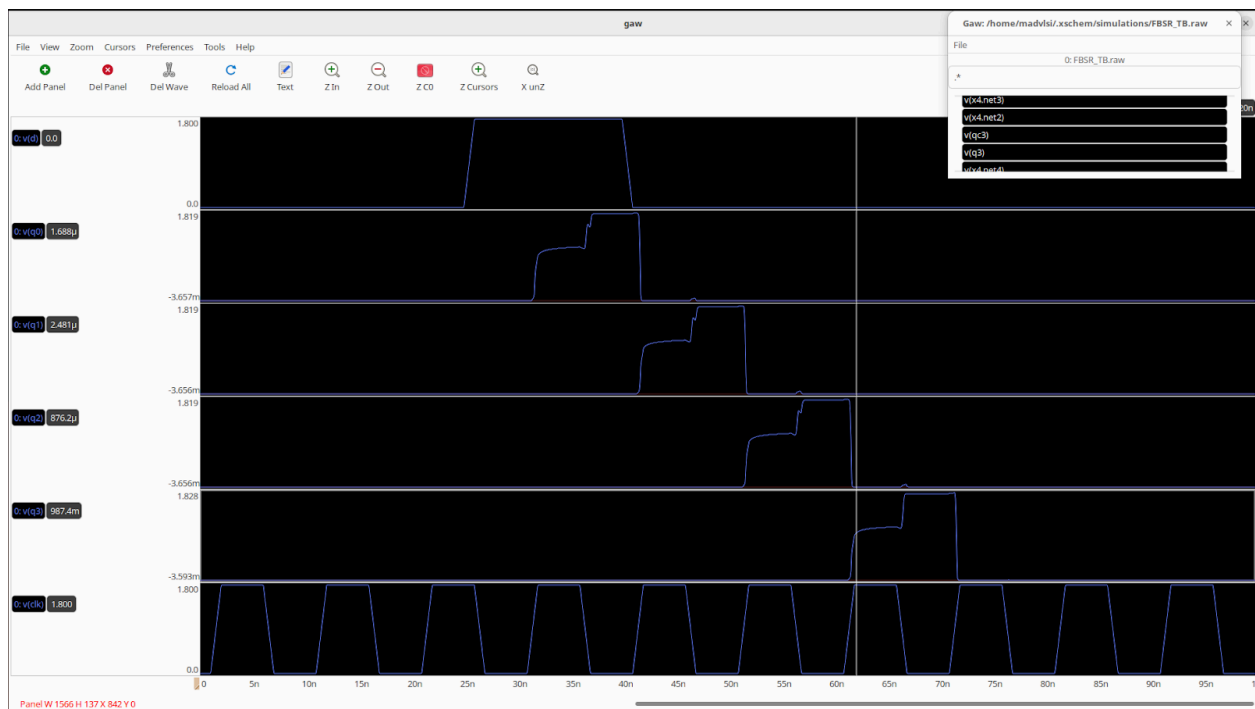 gaw
File View Zoom Cursors Preferences Tools Help
Add Panel Del Panel Del Wave Reload All Text Z In Z Out Z C0 Z Cursors X unZ
Gaw: /home/madvlsi/.xschem/simulations/FBSR_TB.raw
File
0: FBSR_TB.raw
.*
v(x4.net3)
v(x4.net2)
v(qc3)
v(q3)
v(x4.net4)
20n
1.800
0: v(d) 0.0
0.0
1.819
0: v(q0) 1.688µ
-3.657m
1.819
0: v(q1) 2.481µ
-3.656m
1.819
0: v(q2) 876.2µ
-3.656m
1.828
0: v(q3) 987.4m
-3.593m
1.800
0: v(clk) 1.800
0.0
0 5n 10n 15n 20n 25n 30n 35n 40n 45n 50n 55n 60n 65n 70n 75n 80n 85n 90n 95n 1
Panel W 1566 H 137 X 842 Y 0